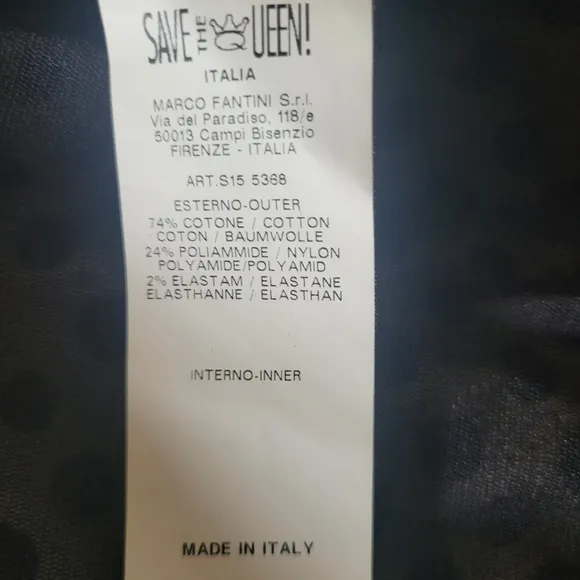 SAVE THE QUEEN!
ITALIA
MARCO FANTINI S.r.l.
Via del Paradiso, 118/e
50013 Campi Bisenzio
FIRENZE - ITALIA
ART.S15 5368
ESTERNO-OUTER
74% COTONE / COTTON
COTON / BAUMWOLLE
24% POLIAMMIDE / NYLON
POLYAMIDE/POLYAMID
2% ELASTAM / ELASTANE
ELASTHANNE / ELASTHAN
INTERNO-INNER
MADE IN ITALY